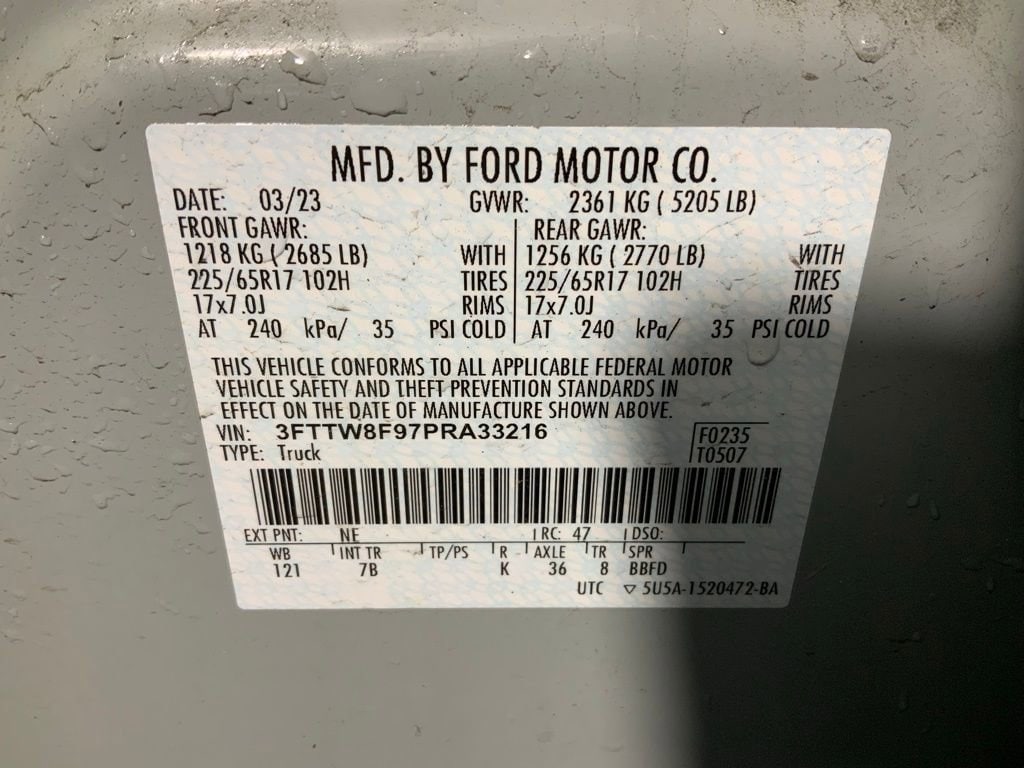 MFD. BY FORD MOTOR CO.
DATE: 03/23 GVWR: 2361 KG ( 5205 LB)
FRONT GAWR: REAR GAWR:
1218 KG ( 2685 LB) WITH 1256 KG ( 2770 LB) WITH
225/65R17 102H TIRES 225/65R17 102H TIRES
17x7.0J RIMS 17x7.0J RIMS
AT 240 kPa/ 35 PSI COLD AT 240 kPa/ 35 PSI COLD
THIS VEHICLE CONFORMS TO ALL APPLICABLE FEDERAL MOTOR
VEHICLE SAFETY AND THEFT PREVENTION STANDARDS IN
EFFECT ON THE DATE OF MANUFACTURE SHOWN ABOVE.
VIN: 3FTTW8F97PRA33216 F0235
TYPE: Truck T0507
EXT PNT: NE RC: 47 DSO:
WB INT TR TP/PS R AXLE TR SPR
121 7B K 36 8 BBFD
UTC ▽ 5U5A-1520472-BA